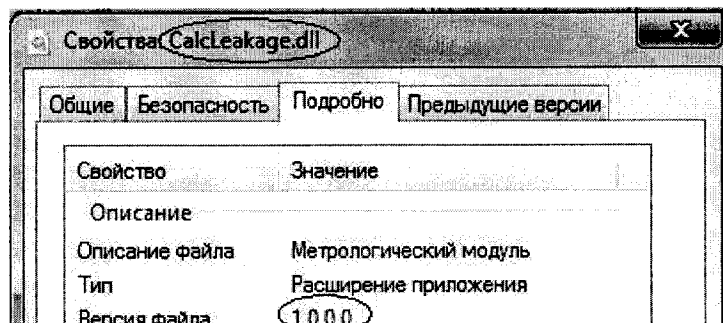 Свойства: CalcLeakage.dll
Общие Безопасность Подробно Предыдущие версии
Свойство Значение
Описание
Описание файла Метрологический модуль
Тип Расширение приложения
Версия файла 1.0.0.0